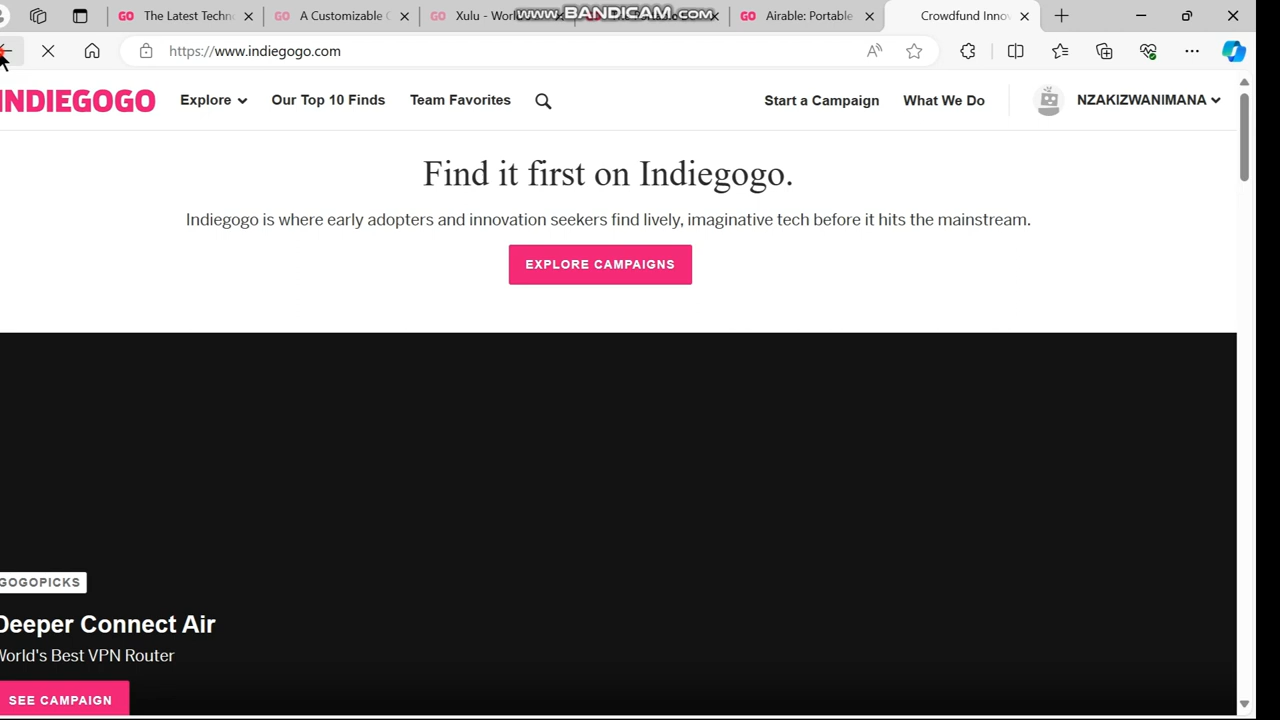 The Latest Techn
A Customizable
Xulu - Worl
www.BANDICAM.com
Airable: Portable
Crowdfund Inno
https://www.indiegogo.com
INDIEGOGO
Explore
Our Top 10 Finds
Team Favorites
Start a Campaign
What We Do
NZAKIZWANIMANA
Find it first on Indiegogo.
Indiegogo is where early adopters and innovation seekers find lively, imaginative tech before it hits the mainstream.
EXPLORE CAMPAIGNS
GOGOPICKS
Deeper Connect Air
World's Best VPN Router
SEE CAMPAIGN